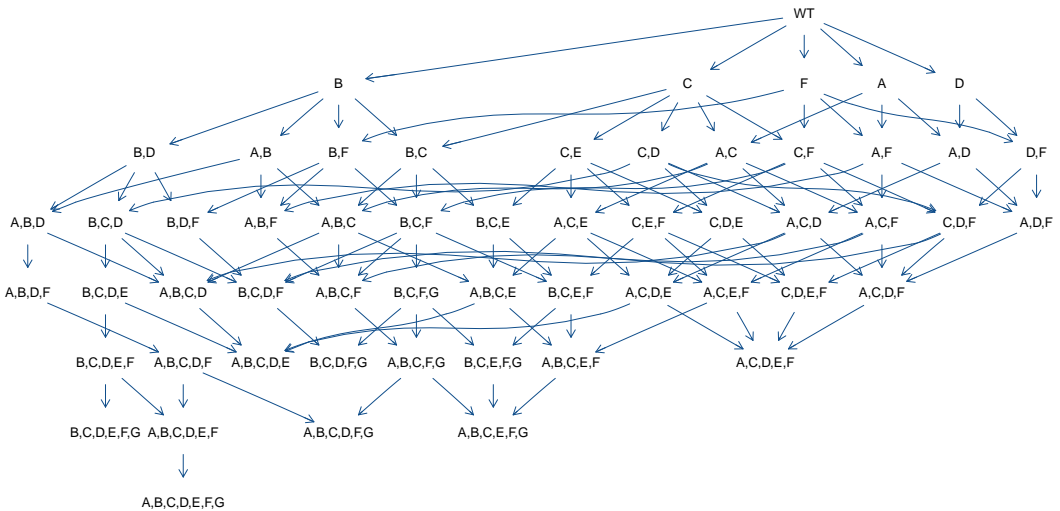 WT
B C F A D
B,D A,B B,F B,C C,E C,D A,C C,F A,F A,D D,F
A,B,D B,C,D B,D,F A,B,F A,B,C B,C,F B,C,E A,C,E C,E,F C,D,E A,C,D A,C,F C,D,F A,D,F
A,B,D,F B,C,D,E A,B,C,D B,C,D,F A,B,C,F B,C,F,G A,B,C,E B,C,E,F A,C,D,E A,C,E,F C,D,E,F A,C,D,F
B,C,D,E,F A,B,C,D,F A,B,C,D,E B,C,D,F,G A,B,C,F,G B,C,E,F,G A,B,C,E,F A,C,D,E,F
B,C,D,E,F,G A,B,C,D,E,F A,B,C,D,F,G A,B,C,E,F,G
A,B,C,D,E,F,G